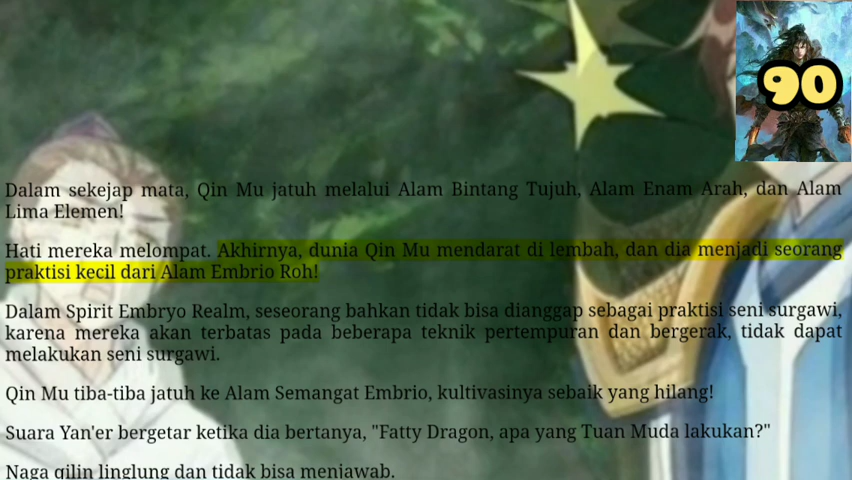 90
Dalam sekejap mata, Qin Mu jatuh melalui Alam Bintang Tujuh, Alam Enam Arah, dan Alam
Lima Elemen!
Hati mereka melompat. Akhirnya, dunia Qin Mu mendarat di lembah, dan dia menjadi seorang
praktisi kecil dari Alam Embrio Roh!
Dalam Spirit Embryo Realm, seseorang bahkan tidak bisa dianggap sebagai praktisi seni surgawi,
karena mereka akan terbatas pada beberapa teknik pertempuran dan bergerak, tidak dapat
melakukan seni surgawi.
Qin Mu tiba-tiba jatuh ke Alam Semangat Embrio, kultivasinya sebaik yang hilang!
Suara Yan'er bergetar ketika dia bertanya, "Fatty Dragon, apa yang Tuan Muda lakukan?"
Naga qilin linglung dan tidak bisa menjawab.